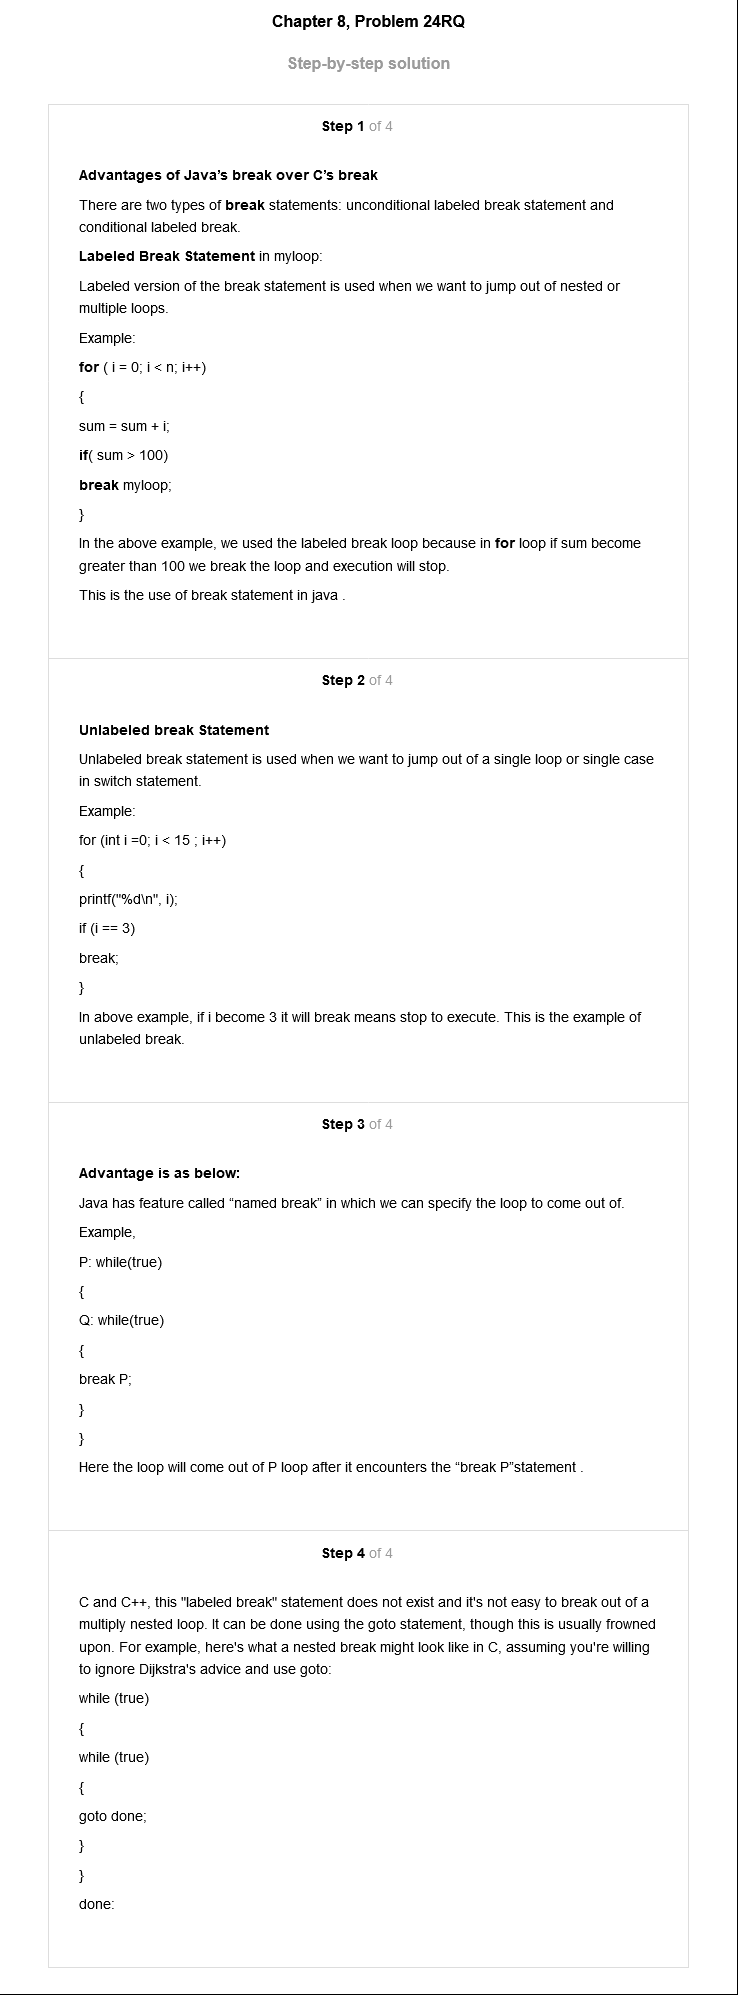 Chapter 8, Problem 24RQ
Step-by-step solution
Step 1 of 4
Advantages of Java's break over C's break
There are two types of break statements: unconditional labeled break statement and
conditional labeled break.
Labeled Break Statement in myloop:
Labeled version of the break statement is used when we want to jump out of nested or
multiple loops.
Example:
for ( i = 0; i < n; i++)
{
sum = sum + i;
if( sum > 100)
break myloop;
}
In the above example, we used the labeled break loop because in for loop if sum become
greater than 100 we break the loop and execution will stop.
This is the use of break statement in java .
Step 2 of 4
Unlabeled break Statement
Unlabeled break statement is used when we want to jump out of a single loop or single case
in switch statement.
Example:
for (int i =0; i < 15 ; i++)
{
printf("%d\n", i);
if (i == 3)
break;
}
In above example, if i become 3 it will break means stop to execute. This is the example of
unlabeled break.
Step 3 of 4
Advantage is as below:
Java has feature called “named break” in which we can specify the loop to come out of.
Example,
P: while(true)
{
Q: while(true)
{
break P;
}
}
Here the loop will come out of P loop after it encounters the “break P”statement .
Step 4 of 4
C and C++, this "labeled break" statement does not exist and it's not easy to break out of a
multiply nested loop. It can be done using the goto statement, though this is usually frowned
upon. For example, here's what a nested break might look like in C, assuming you're willing
to ignore Dijkstra's advice and use goto:
while (true)
{
while (true)
{
goto done;
}
}
done: